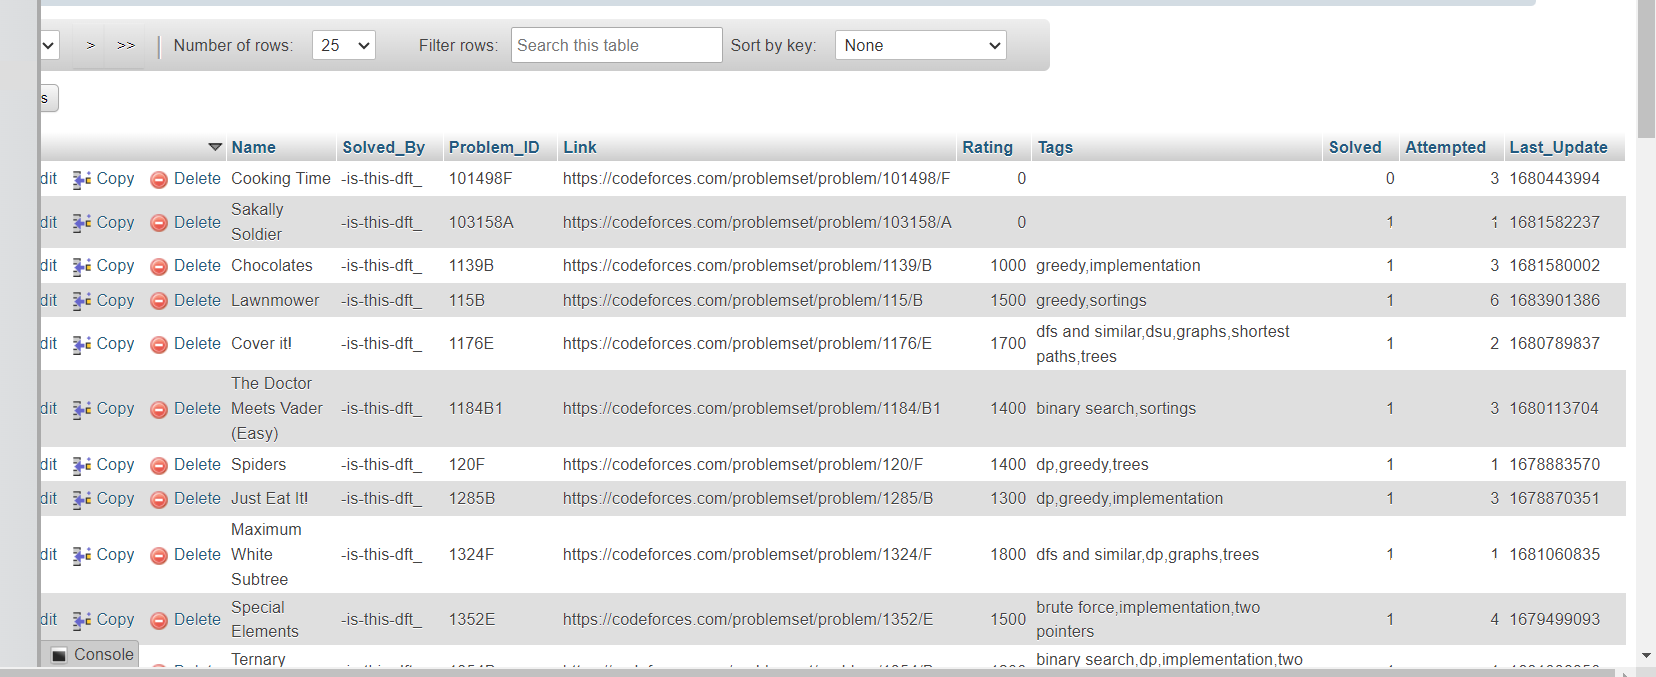 > >> Number of rows: 25 Filter rows: Search this table Sort by key: None
s
Name Solved_By Problem_ID Link Rating Tags Solved Attempted Last_Update
dit Copy Delete Cooking Time -is-this-dft_ 101498F https://codeforces.com/problemset/problem/101498/F 0 0 3 1680443994
dit Copy Delete Sakally Soldier -is-this-dft_ 103158A https://codeforces.com/problemset/problem/103158/A 0 1 1 1681582237
dit Copy Delete Chocolates -is-this-dft_ 1139B https://codeforces.com/problemset/problem/1139/B 1000 greedy,implementation 1 3 1681580002
dit Copy Delete Lawnmower -is-this-dft_ 115B https://codeforces.com/problemset/problem/115/B 1500 greedy,sortings 1 6 1683901386
dit Copy Delete Cover it! -is-this-dft_ 1176E https://codeforces.com/problemset/problem/1176/E 1700 dfs and similar,dsu,graphs,shortest paths,trees 1 2 1680789837
dit Copy Delete The Doctor Meets Vader (Easy) -is-this-dft_ 1184B1 https://codeforces.com/problemset/problem/1184/B1 1400 binary search,sortings 1 3 1680113704
dit Copy Delete Spiders -is-this-dft_ 120F https://codeforces.com/problemset/problem/120/F 1400 dp,greedy,trees 1 1 1678883570
dit Copy Delete Just Eat It! -is-this-dft_ 1285B https://codeforces.com/problemset/problem/1285/B 1300 dp,greedy,implementation 1 3 1678870351
dit Copy Delete Maximum White Subtree -is-this-dft_ 1324F https://codeforces.com/problemset/problem/1324/F 1800 dfs and similar,dp,graphs,trees 1 1 1681060835
dit Copy Delete Special Elements -is-this-dft_ 1352E https://codeforces.com/problemset/problem/1352/E 1500 brute force,implementation,two pointers 1 4 1679499093
Console Ternary binary search,dp,implementation,two